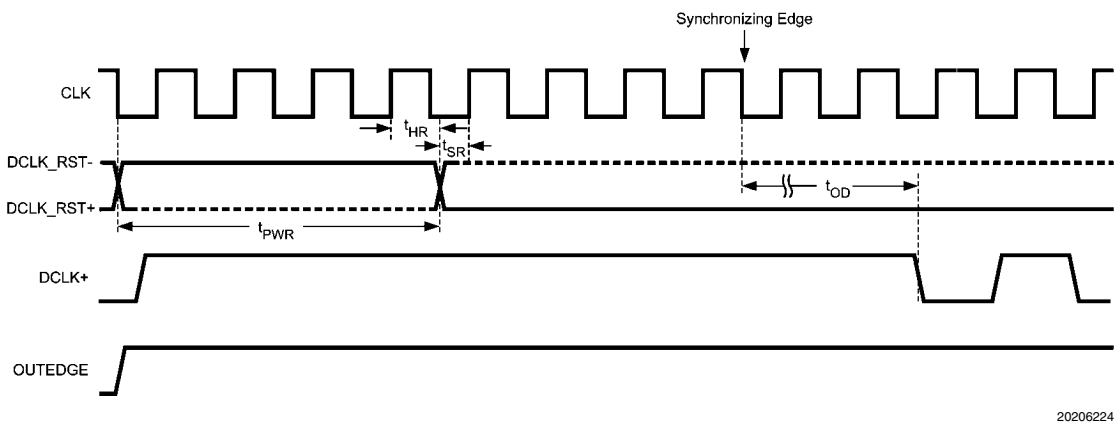 Synchronizing Edge
CLK
tHR
tSR
DCLK_RST-
tOD
DCLK_RST+
tPWR
DCLK+
OUTEDGE
20206224